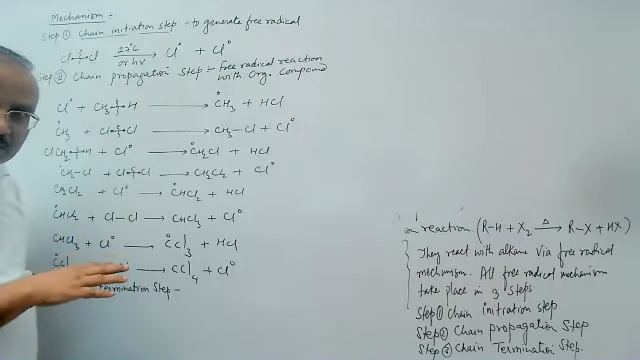 Mechanism:-
Step ① Chain initiation step - to generate free radical
Cl-Cl 27°C or hν → Cl° + Cl°
Step ② Chain propagation Step :- Free radical reaction
with Org. Compound
Cl° + CH₃-H → °CH₃ + HCl
°CH₃ + Cl-Cl → CH₃-Cl + Cl°
ClCH₂-H + Cl° → °CH₂Cl + HCl
°CH₂Cl + Cl-Cl → CH₂Cl₂ + Cl°
CH₂Cl₂ + Cl° → °CHCl₂ + HCl
°CHCl₂ + Cl-Cl → CHCl₃ + Cl°
CHCl₃ + Cl° → °CCl₃ + HCl
°CCl → CCl₄ + Cl°
Termination Step -
on reaction. (R-H + X₂ Δ → R-X + HX)
They react with alkane via free radical
mechanism. All free radical mechanism
take place in 3 steps
Step ① Chain initiation step
Step ② Chain propagation Step
Step ③ Chain Termination Step.